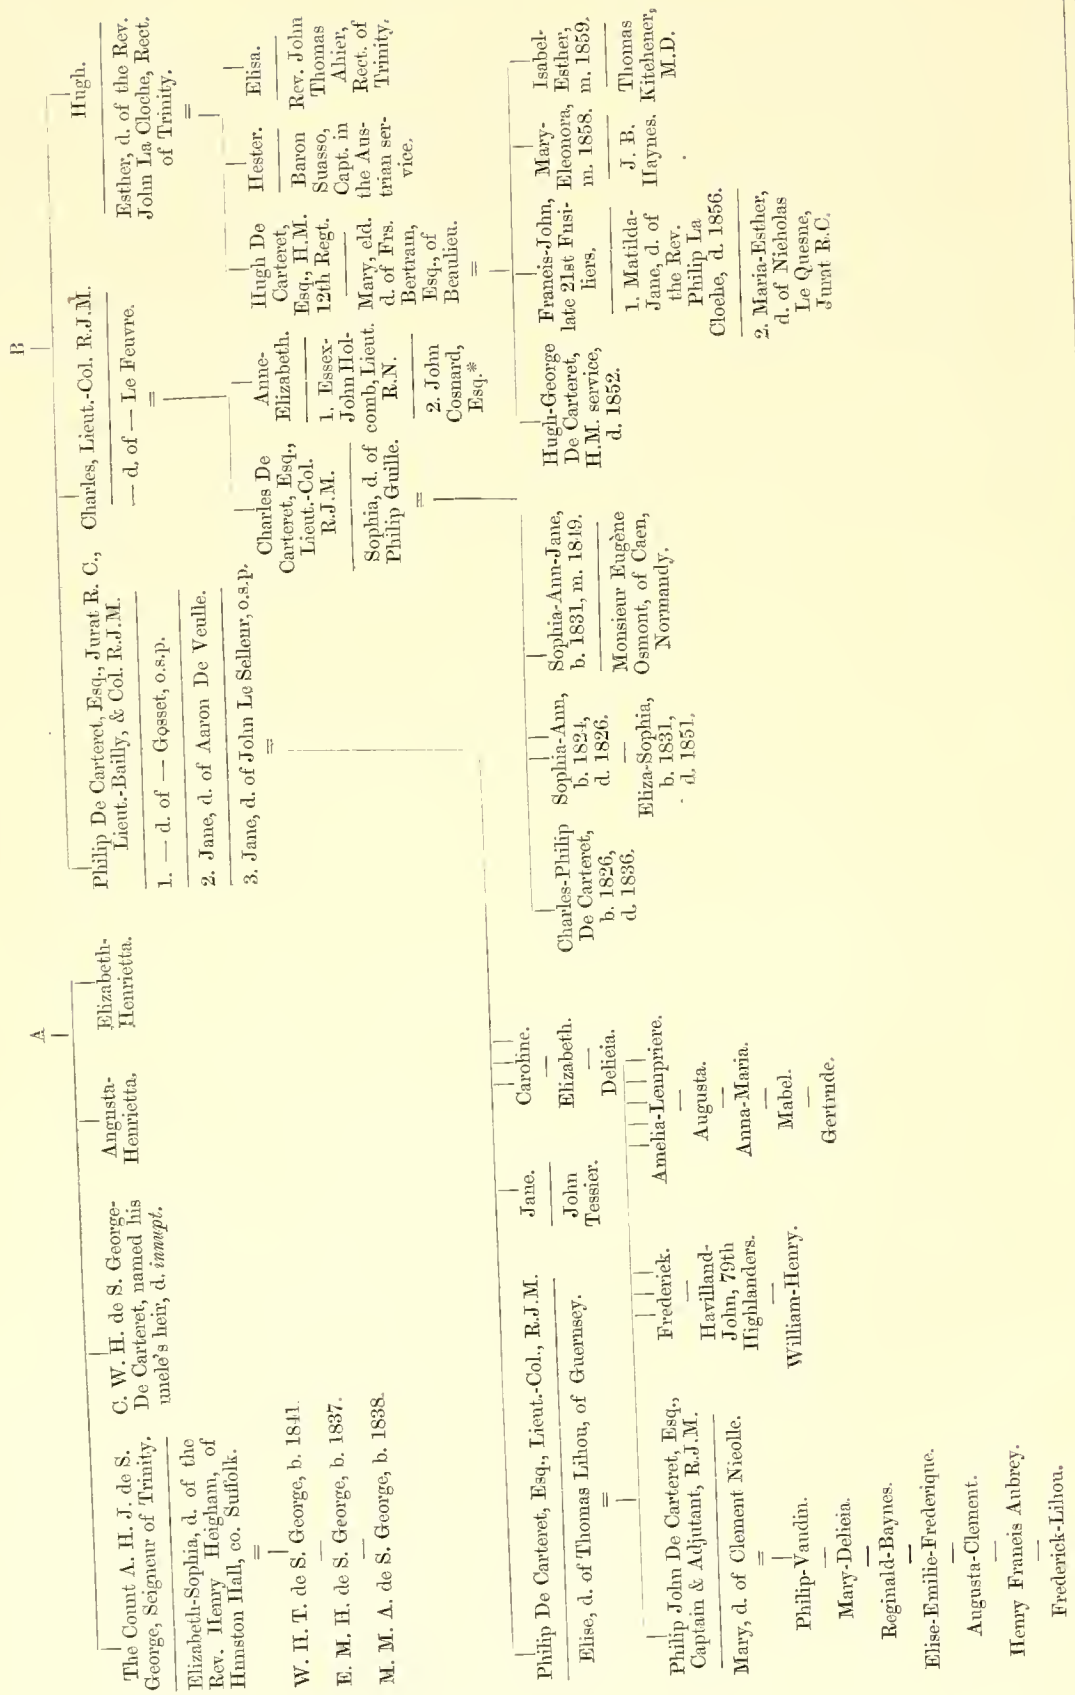 A
The Count A. H. J. de S.
George, Seigneur of Trinity.
Elizabeth-Sophia, d. of the
Rev. Henry Heigham, of
Hunston Hall, co. Suffolk.
=
W. H. T. de S. George, b. 1841.
E. M. H. de S. George, b. 1837.
M. M. A. de S. George, b. 1838.
C. W. H. de S. George-
De Carteret, named his
uncle's heir, d. innupt.
Augusta-
Henrietta.
Elizabeth-
Henrietta.
B
Philip De Carteret, Esq., Jurat R. C.,
Lieut.-Bailly, & Col. R.J.M.
1. — d. of — Gosset, o.s.p.
2. Jane, d. of Aaron De Veulle.
3. Jane, d. of John Le Selleur, o.s.p.
=
Charles, Lieut.-Col. R.J.M.
— d. of — Le Feuvre.
=
Hugh.
Esther, d. of the Rev.
John La Cloche, Rect.
of Trinity.
=
Charles De
Carteret, Esq.,
Lieut.-Col.
R.J.M.
Sophia, d. of
Philip Guille.
=
Anne-
Elizabeth.
1. Essex-
John Hol-
comb, Lieut.
R.N.
2. John
Cosnard,
Esq.*
Hugh De
Carteret,
Esq., H.M.
12th Regt.
Mary, eld.
d. of Frs.
Bertram,
Esq., of
Beaulieu.
=
Hester.
Baron
Suasso,
Capt. in
the Aus-
trian ser-
vice.
Elisa.
Rev. John
Thomas
Ahier,
Rect. of
Trinity.
Philip De Carteret, Esq., Lieut.-Col., R.J.M.
Elise, d. of Thomas Lihou, of Guernsey.
=
Jane.
John
Tessier.
Caroline.
Elizabeth.
Delicia.
Charles-Philip
De Carteret,
b. 1826,
d. 1836.
Sophia-Ann,
b. 1824,
d. 1826.
Eliza-Sophia,
b. 1831,
d. 1851.
Sophia-Ann-Jane,
b. 1831, m. 1849.
Monsieur Eugène
Osmont, of Caen,
Normandy.
Hugh-George
De Carteret,
H.M. service,
d. 1852.
Francis-John,
late 21st Fusi-
liers.
1. Matilda-
Jane, d. of
the Rev.
Philip La
Cloche, d. 1856.
2. Maria-Esther,
d. of Nicholas
Le Quesne,
Jurat R.C.
Mary-
Eleonora,
m. 1858.
J. B.
Haynes.
Isabel-
Esther,
m. 1859.
Thomas
Kitchener,
M.D.
Philip John De Carteret, Esq.,
Captain & Adjutant, R.J.M.
Mary, d. of Clement Nicolle.
=
Philip-Vaudin.
Mary-Delicia.
Reginald-Baynes.
Elise-Emilie-Frederique.
Augusta-Clement.
Henry Francis Aubrey.
Frederick-Lihou.
Frederick.
Havilland-
John, 79th
Highlanders.
William-Henry.
Amelia-Lempriere.
Augusta.
Anna-Maria.
Mabel.
Gertrude.